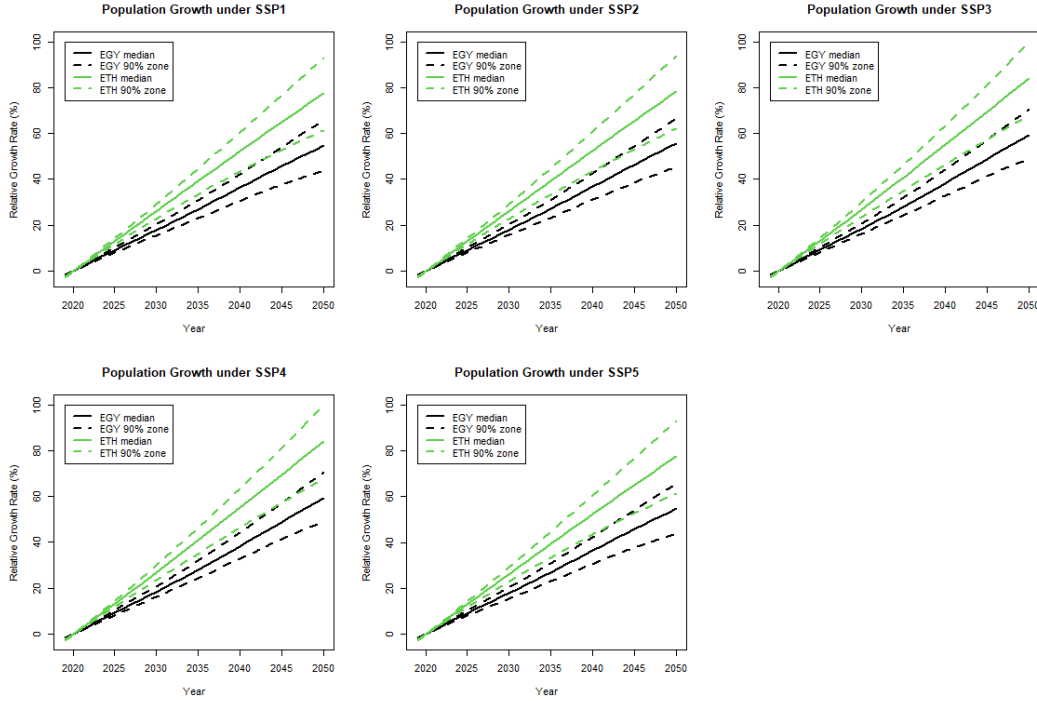 Population Growth under SSP1
Relative Growth Rate (%)
100
80
60
40
20
0
EGY median
EGY 90% zone
ETH median
ETH 90% zone
2020 2025 2030 2035 2040 2045 2050
Year
Population Growth under SSP2
Relative Growth Rate (%)
100
80
60
40
20
0
EGY median
EGY 90% zone
ETH median
ETH 90% zone
2020 2025 2030 2035 2040 2045 2050
Year
Population Growth under SSP3
Relative Growth Rate (%)
100
80
60
40
20
0
EGY median
EGY 90% zone
ETH median
ETH 90% zone
2020 2025 2030 2035 2040 2045 2050
Year
Population Growth under SSP4
Relative Growth Rate (%)
100
80
60
40
20
0
EGY median
EGY 90% zone
ETH median
ETH 90% zone
2020 2025 2030 2035 2040 2045 2050
Year
Population Growth under SSP5
Relative Growth Rate (%)
100
80
60
40
20
0
EGY median
EGY 90% zone
ETH median
ETH 90% zone
2020 2025 2030 2035 2040 2045 2050
Year